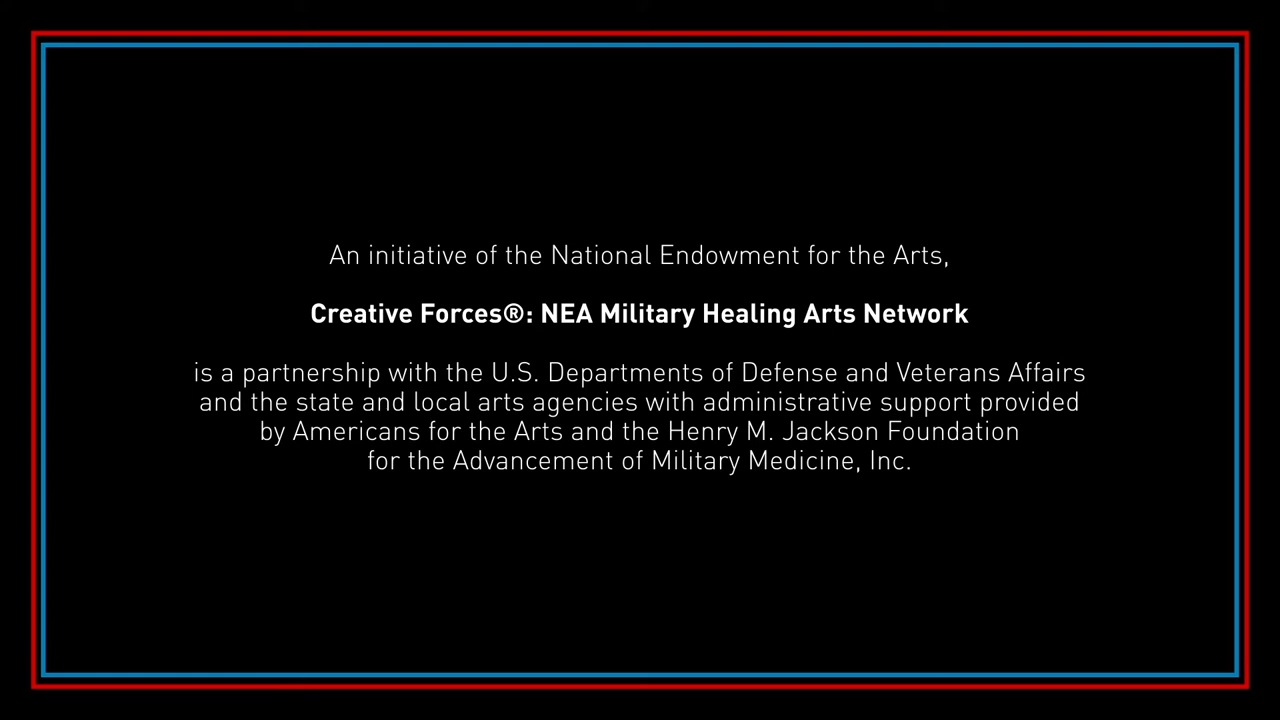 An initiative of the National Endowment for the Arts,
Creative Forces®: NEA Military Healing Arts Network
is a partnership with the U.S. Departments of Defense and Veterans Affairs
and the state and local arts agencies with administrative support provided
by Americans for the Arts and the Henry M. Jackson Foundation
for the Advancement of Military Medicine, Inc.